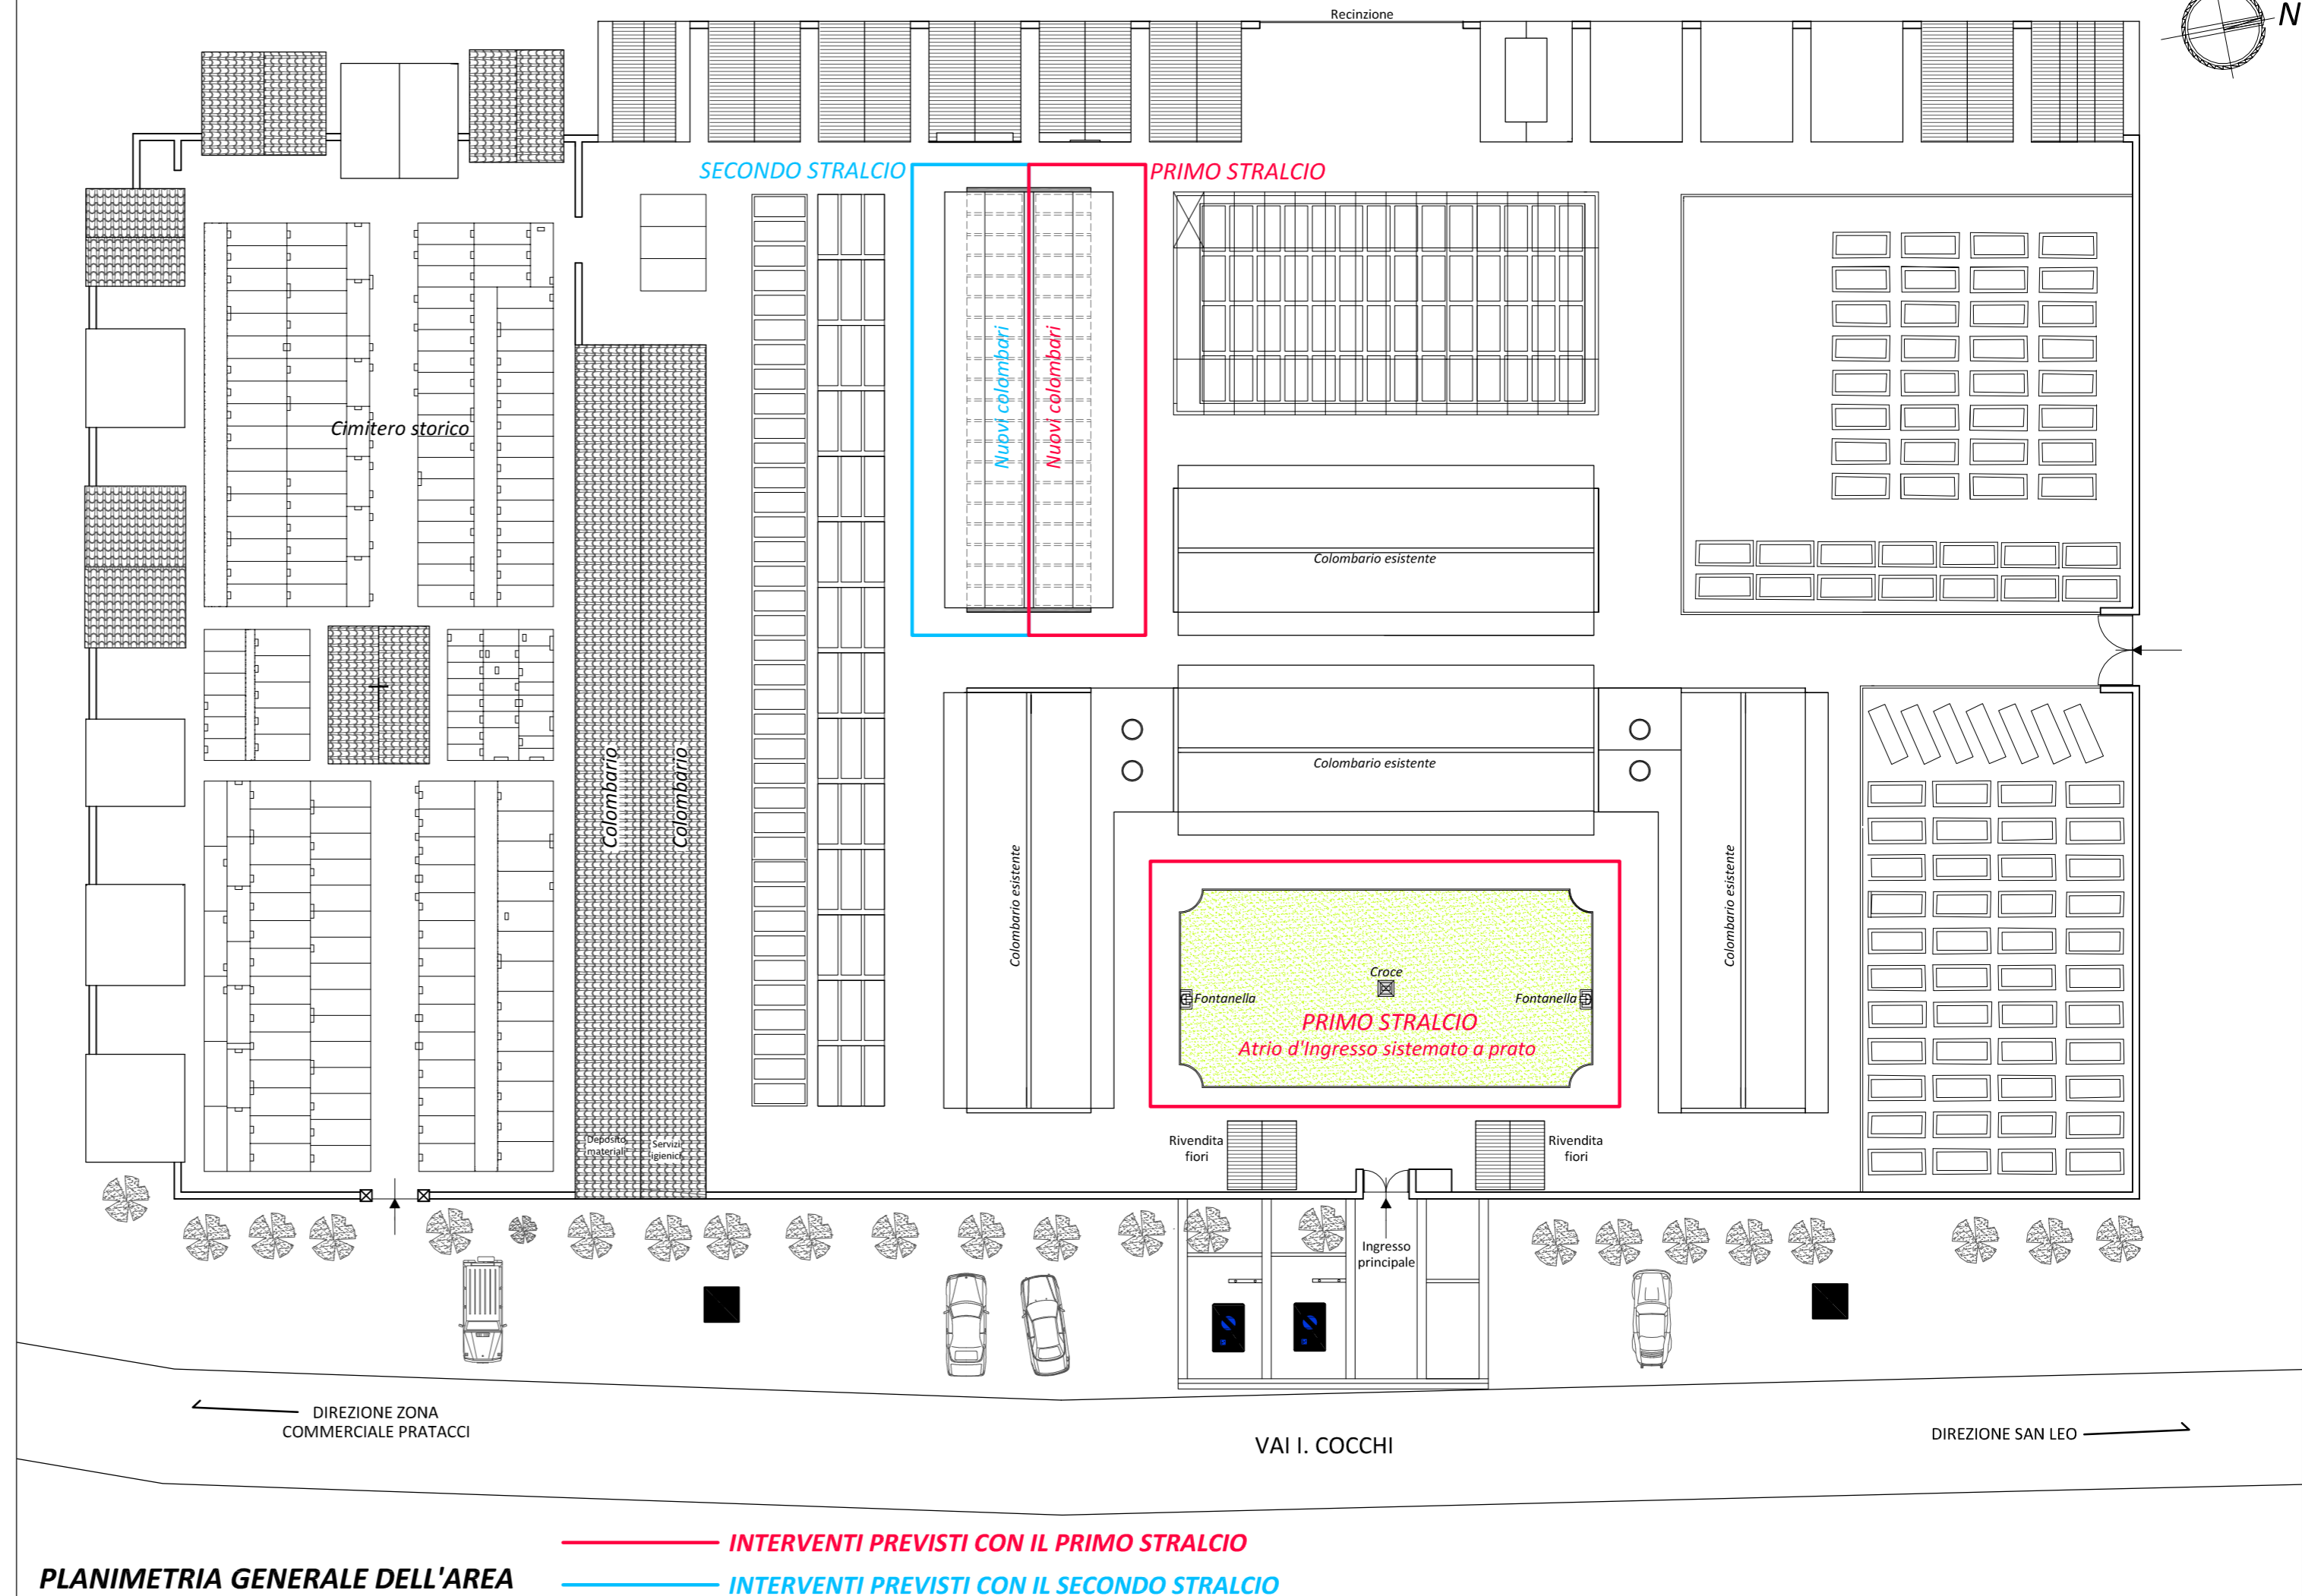 Recinzione
N
SECONDO STRALCIO
PRIMO STRALCIO
Nuovi colombari
Nuovi colombari
Cimitero storico
Colombario esistente
Colombario esistente
Colombario
Colombario
Colombario esistente
Colombario esistente
Croce
Fontanella
Fontanella
PRIMO STRALCIO
Atrio d'Ingresso sistemato a prato
Deposito
materiali
Servizi
igienici
Rivendita
fiori
Rivendita
fiori
Ingresso
principale
DIREZIONE ZONA
COMMERCIALE PRATACCI
VAI I. COCCHI
DIREZIONE SAN LEO
INTERVENTI PREVISTI CON IL PRIMO STRALCIO
PLANIMETRIA GENERALE DELL'AREA
INTERVENTI PREVISTI CON IL SECONDO STRALCIO